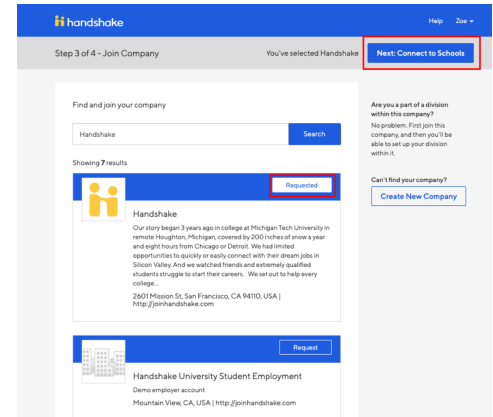 handshake
Help Zoe
Step 3 of 4 - Join Company
You've selected Handshake
Next: Connect to Schools
Find and join your company
Handshake
Search
Showing 7 results
Requested
Handshake
Our story began 3 years ago in college at Michigan Tech University in
remote Houghton, Michigan, covered by 200 inches of snow a year
and eight hours from Chicago or Detroit. We had limited
opportunities to quickly or easily connect with their dream jobs in
Silicon Valley. And we watched friends and extremely qualified
students struggle to start their careers. We set out to help every
college...
2601 Mission St, San Francisco, CA 94110, USA |
http://joinhandshake.com
Request
Handshake University Student Employment
Demo employer account
Mountain View, CA, USA | http://joinhandshake.com
Are you a part of a division
within this company?
No problem. First join this
company, and then you'll be
able to set up your division
within it.
Can't find your company?
Create New Company